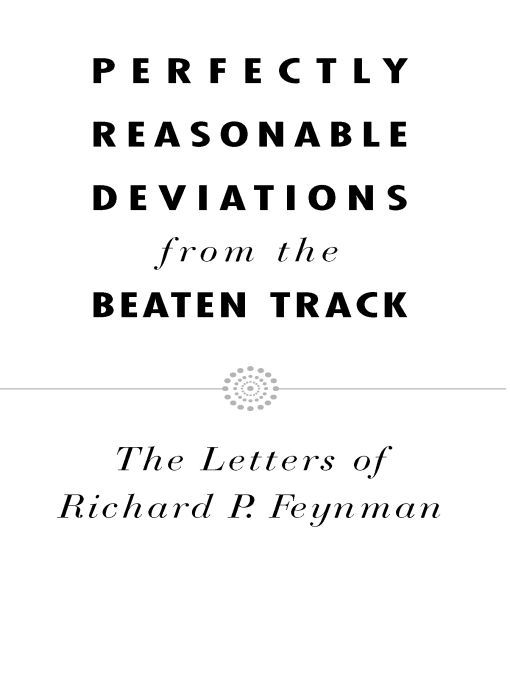 PERFECTLY
REASONABLE
DEVIATIONS
from the
BEATEN TRACK
The Letters of
Richard P. Feynman